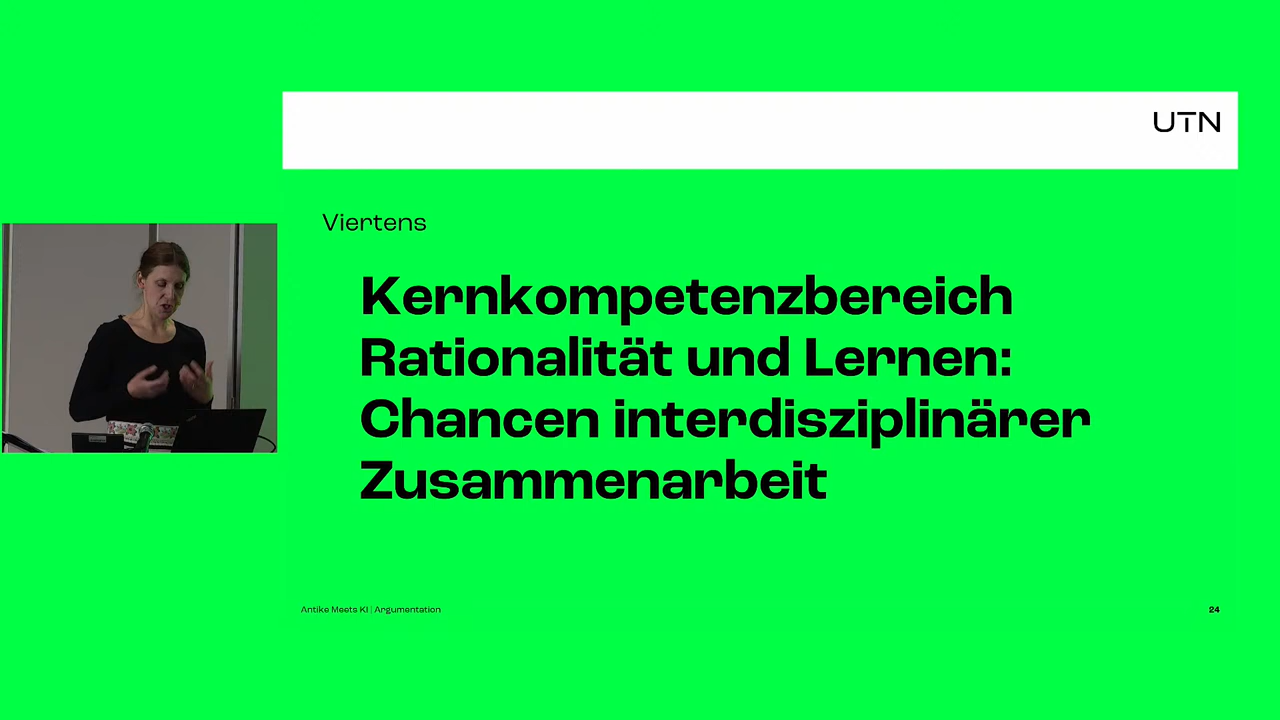 UTN
Viertens
Kernkompetenzbereich
Rationalität und Lernen:
Chancen interdisziplinärer
Zusammenarbeit
Antike Meets KI | Argumentation
24